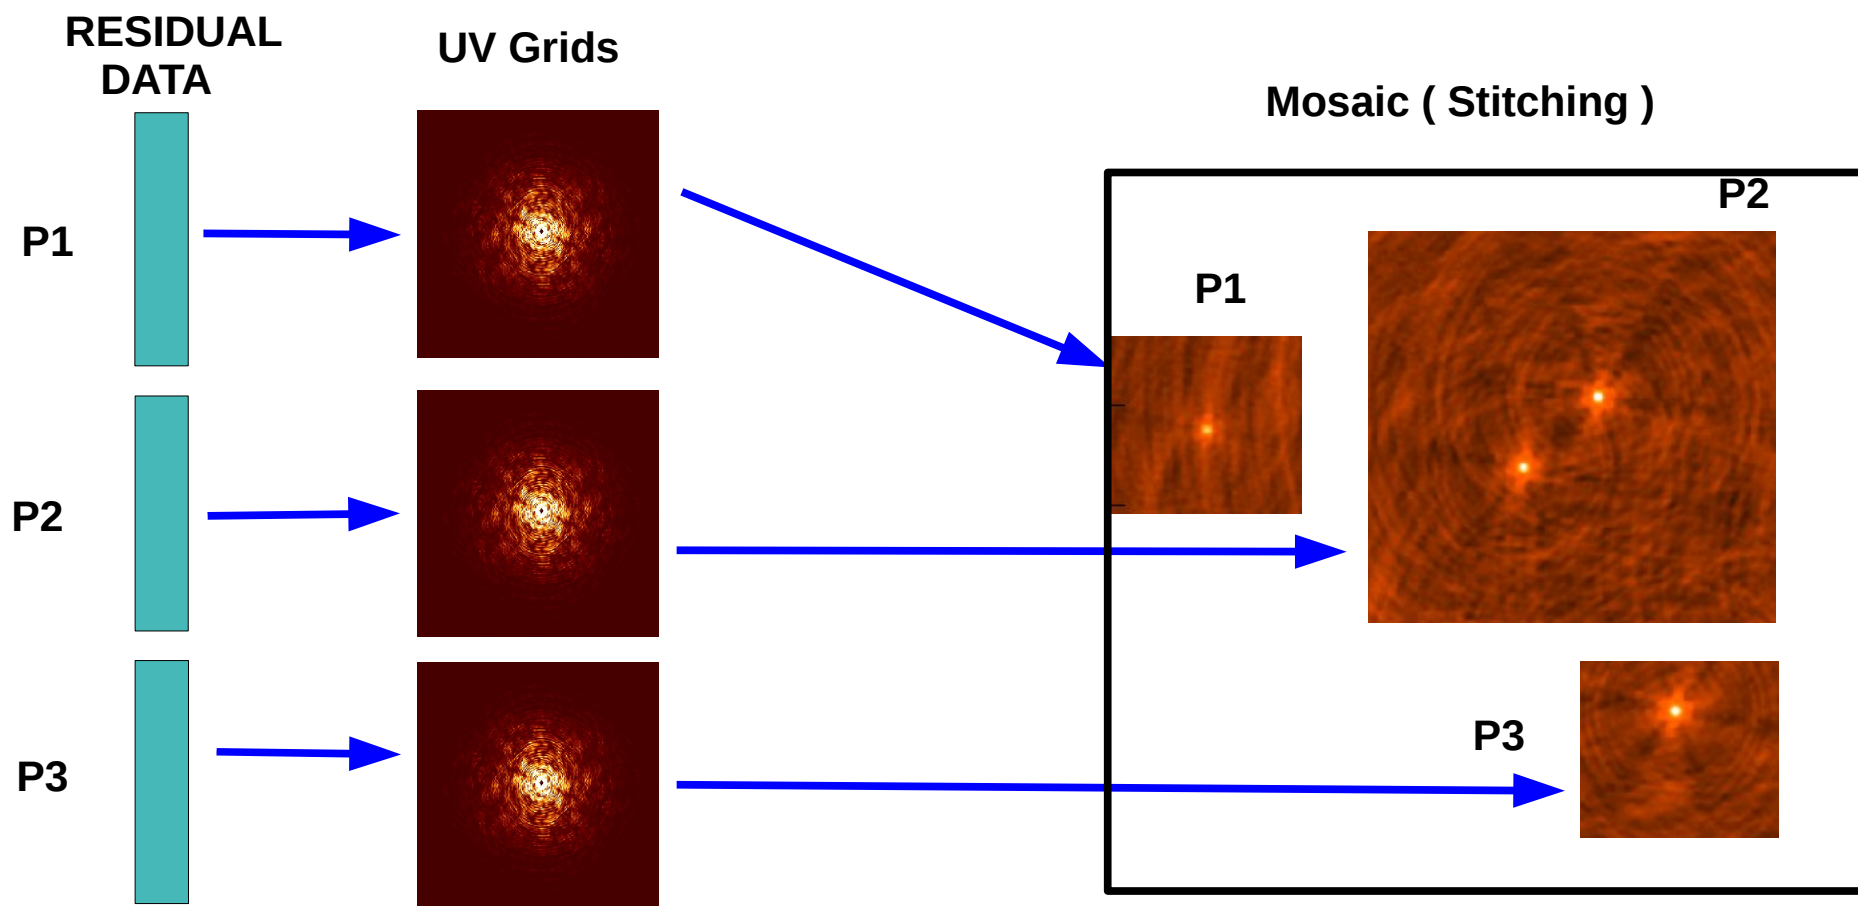 RESIDUAL
DATA
UV Grids
Mosaic ( Stitching )
P1
P2
P3
P1
P2
P3